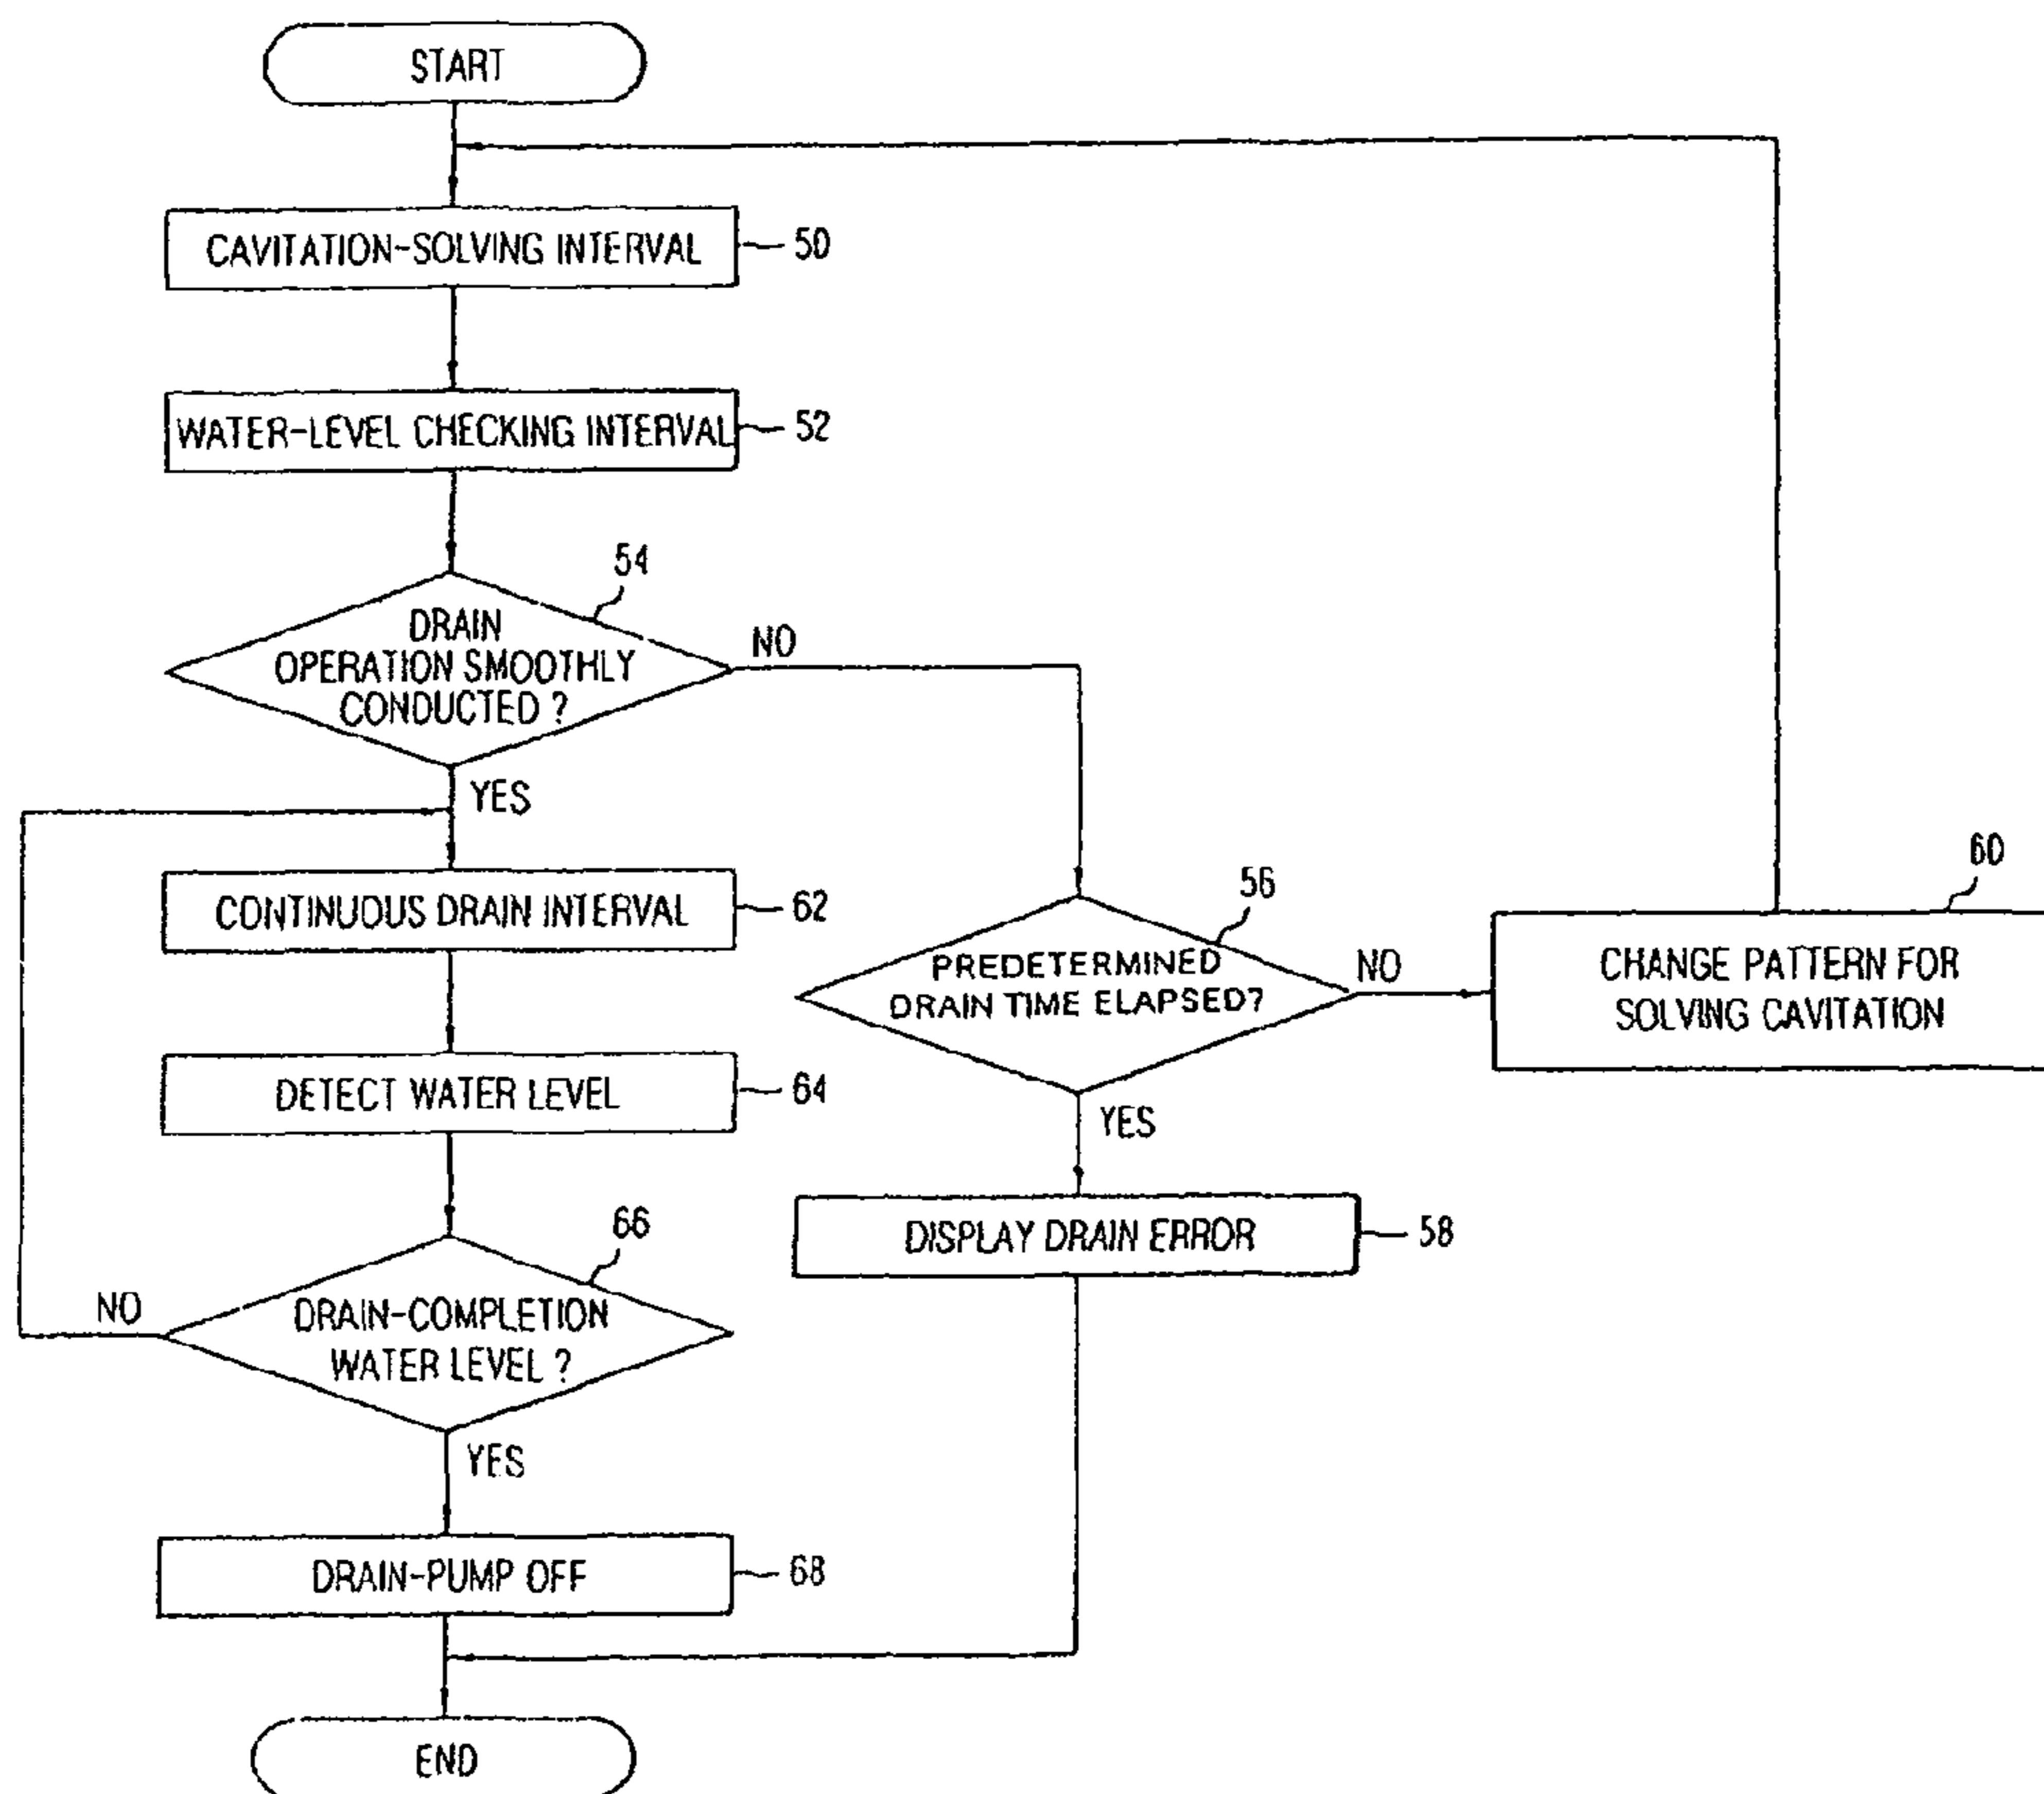 START
CAVITATION-SOLVING INTERVAL
50
WATER-LEVEL CHECKING INTERVAL
52
54
DRAIN
OPERATION SMOOTHLY
CONDUCTED ?
NO
YES
CONTINUOUS DRAIN INTERVAL
62
56
PREDETERMINED
DRAIN TIME ELAPSED?
NO
60
CHANGE PATTERN FOR
SOLVING CAVITATION
DETECT WATER LEVEL
64
YES
DISPLAY DRAIN ERROR
58
66
DRAIN-COMPLETION
WATER LEVEL ?
NO
YES
DRAIN-PUMP OFF
68
END